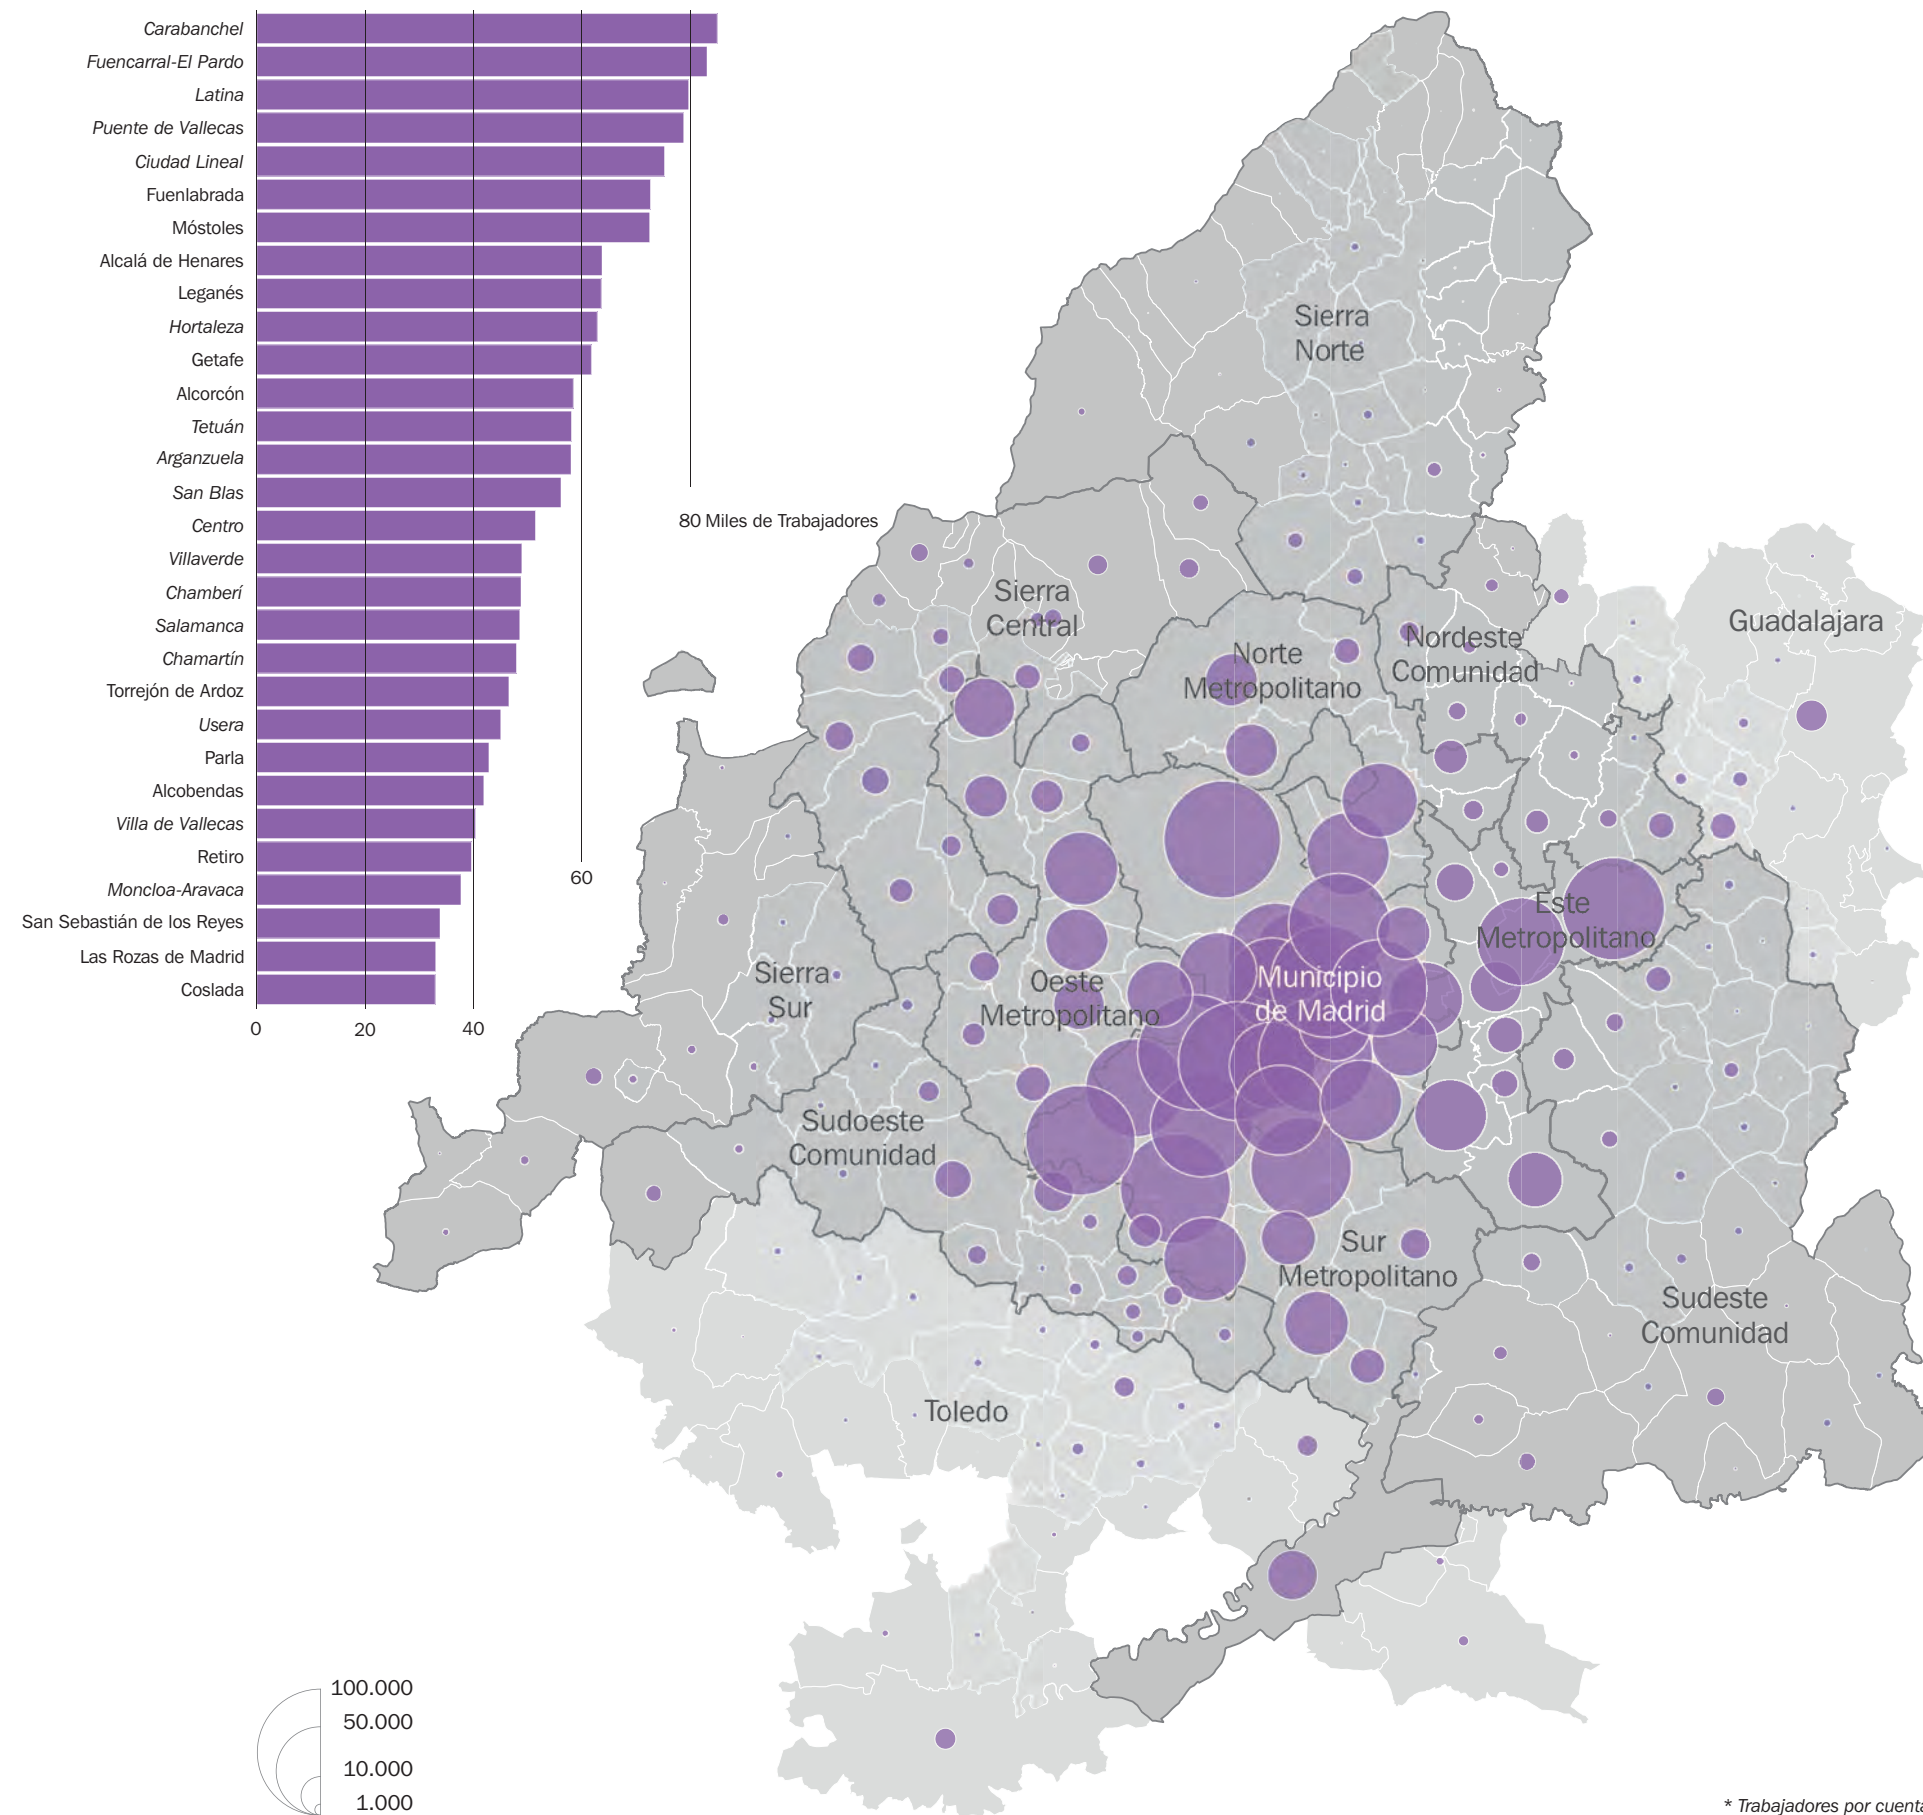 Carabanchel
Fuencarral-El Pardo
Latina
Puente de Vallecas
Ciudad Lineal
Fuenlabrada
Móstoles
Alcalá de Henares
Leganés
Hortaleza
Getafe
Alcorcón
Tetuán
Arganzuela
San Blas
Centro
Villaverde
Chamberí
Salamanca
Chamartín
Torrejón de Ardoz
Usera
Parla
Alcobendas
Villa de Vallecas
Retiro
Moncloa-Aravaca
San Sebastián de los Reyes
Las Rozas de Madrid
Coslada
0
20
40
60
80 Miles de Trabajadores
Sierra
Norte
Sierra
Central
Norte
Metropolitano
Nordeste
Comunidad
Guadalajara
Este
Metropolitano
Municipio
de Madrid
Oeste
Metropolitano
Sierra
Sur
Sudoeste
Comunidad
Sur
Metropolitano
Sudeste
Comunidad
Toledo
100.000
50.000
10.000
1.000
* Trabajadores por cuenta